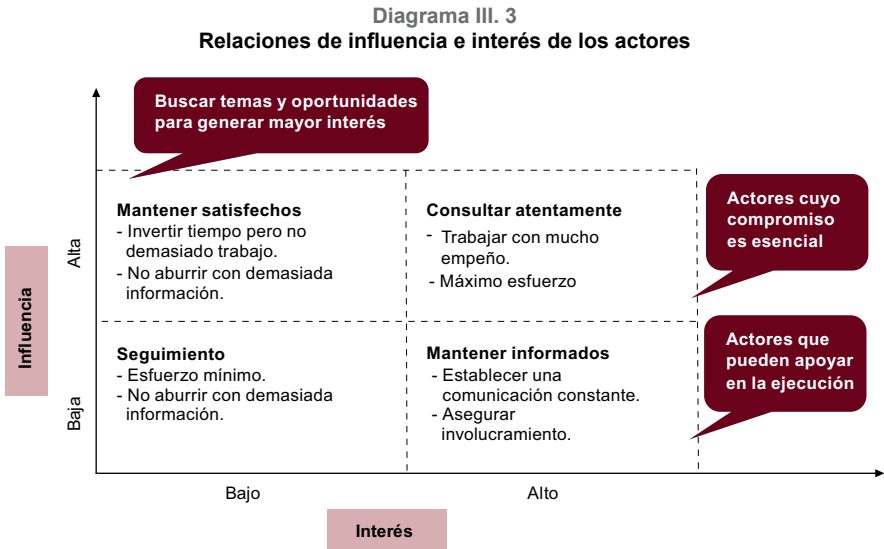 Diagrama III. 3
Relaciones de influencia e interés de los actores
Buscar temas y oportunidades
para generar mayor interés
Mantener satisfechos
- Invertir tiempo pero no
demasiado trabajo.
- No aburrir con demasiada
información.
Consultar atentamente
- Trabajar con mucho
empeño.
- Máximo esfuerzo
Actores cuyo
compromiso
es esencial
Alta
Influencia
Seguimiento
- Esfuerzo mínimo.
- No aburrir con demasiada
información.
Mantener informados
- Establecer una
comunicación constante.
- Asegurar
involucramiento.
Actores que
pueden apoyar
en la ejecución
Baja
Bajo
Alto
Interés